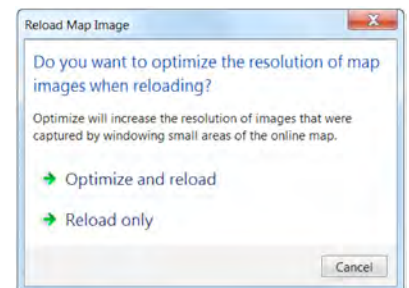 Reload Map Image
Do you want to optimize the resolution of map
images when reloading?
Optimize will increase the resolution of images that were
captured by windowing small areas of the online map.
Optimize and reload
Reload only
Cancel